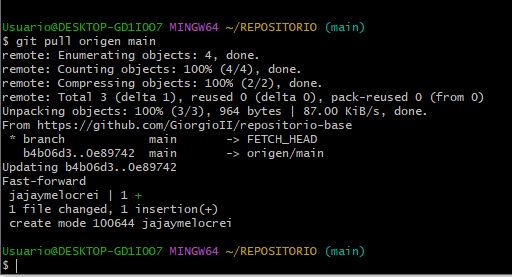 Usuario@DESKTOP-GD1IOO7 MINGW64 ~/REPOSITORIO (main)
$ git pull origen main
remote: Enumerating objects: 4, done.
remote: Counting objects: 100% (4/4), done.
remote: Compressing objects: 100% (2/2), done.
remote: Total 3 (delta 1), reused 0 (delta 0), pack-reused 0 (from 0)
Unpacking objects: 100% (3/3), 964 bytes | 87.00 KiB/s, done.
From https://github.com/GiorgioII/repositorio-base
 * branch            main       -> FETCH_HEAD
   b4b06d3..0e89742  main       -> origen/main
Updating b4b06d3..0e89742
Fast-forward
 jajaymelocrei | 1 +
 1 file changed, 1 insertion(+)
 create mode 100644 jajaymelocrei
Usuario@DESKTOP-GD1IOO7 MINGW64 ~/REPOSITORIO (main)
$